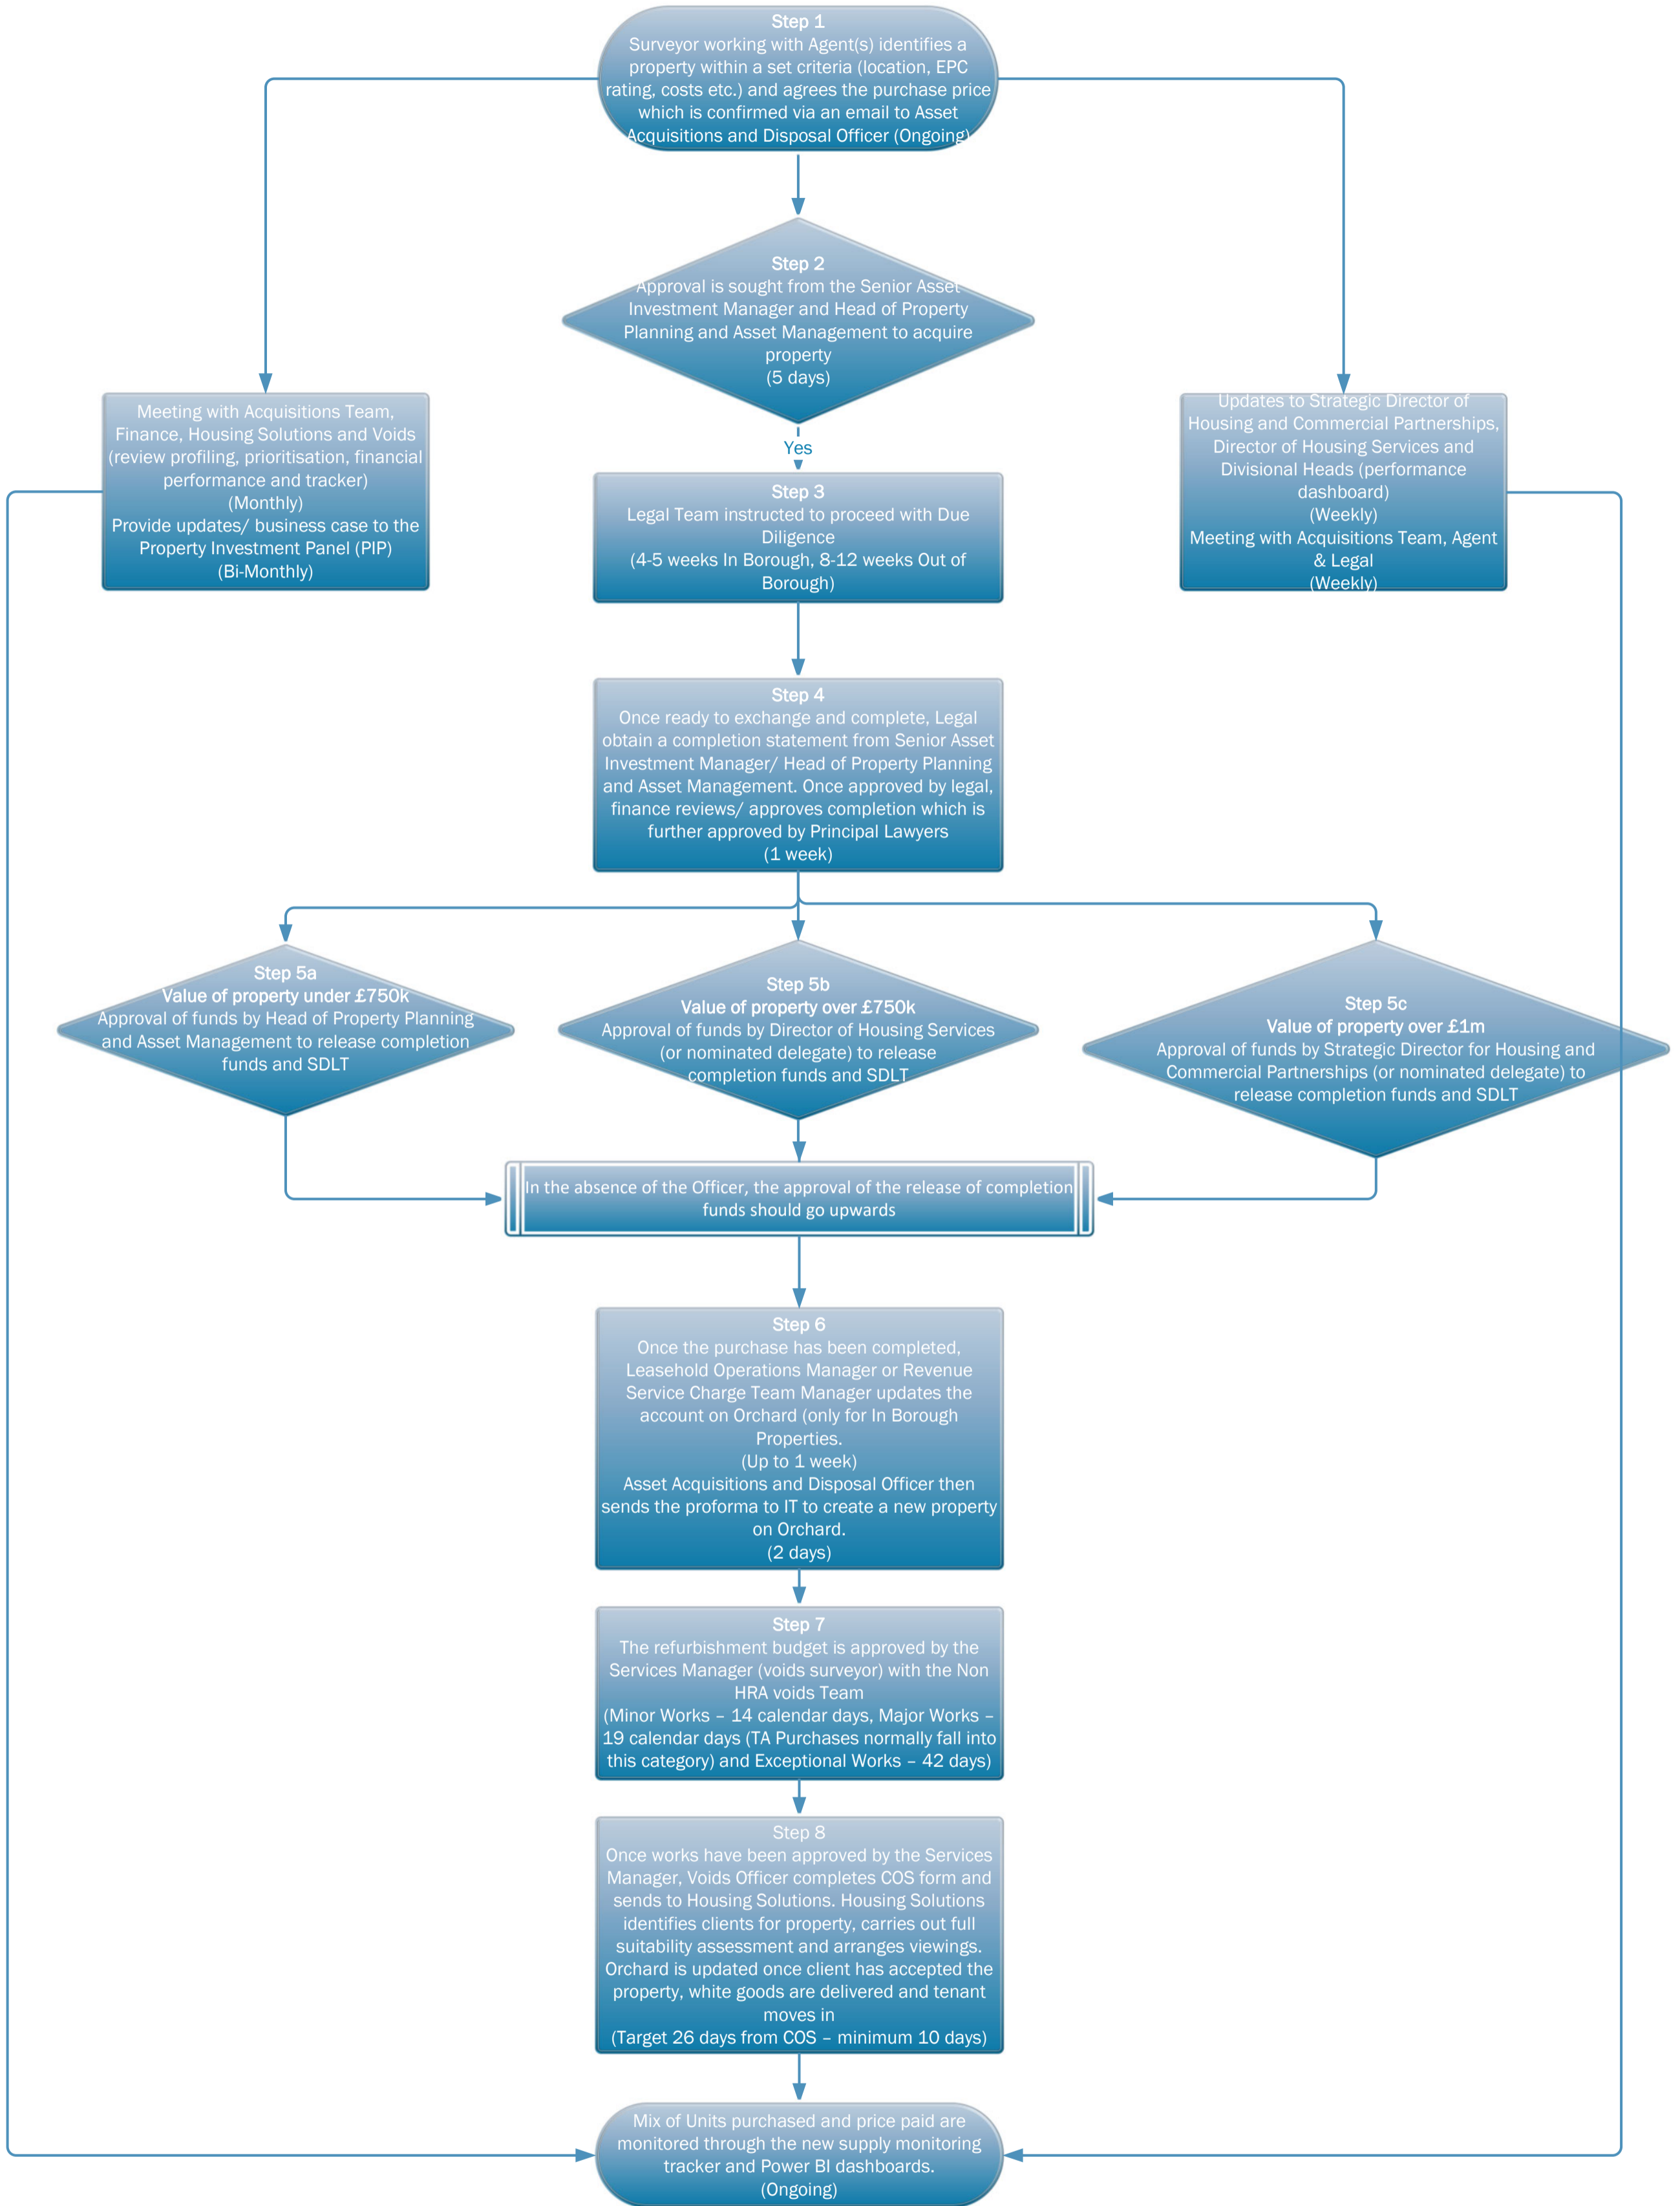 Step 1
Surveyor working with Agent(s) identifies a
property within a set criteria (location, EPC
rating, costs etc.) and agrees the purchase price
which is confirmed via an email to Asset
Acquisitions and Disposal Officer (Ongoing)
Step 2
Approval is sought from the Senior Asset
Investment Manager and Head of Property
Planning and Asset Management to acquire
property
(5 days)
Yes
Meeting with Acquisitions Team,
Finance, Housing Solutions and Voids
(review profiling, prioritisation, financial
performance and tracker)
(Monthly)
Provide updates/ business case to the
Property Investment Panel (PIP)
(Bi-Monthly)
Updates to Strategic Director of
Housing and Commercial Partnerships,
Director of Housing Services and
Divisional Heads (performance
dashboard)
(Weekly)
Meeting with Acquisitions Team, Agent
& Legal
(Weekly)
Step 3
Legal Team instructed to proceed with Due
Diligence
(4-5 weeks In Borough, 8-12 weeks Out of
Borough)
Step 4
Once ready to exchange and complete, Legal
obtain a completion statement from Senior Asset
Investment Manager/ Head of Property Planning
and Asset Management. Once approved by legal,
finance reviews/ approves completion which is
further approved by Principal Lawyers
(1 week)
Step 5a
Value of property under £750k
Approval of funds by Head of Property Planning
and Asset Management to release completion
funds and SDLT
Step 5b
Value of property over £750k
Approval of funds by Director of Housing Services
(or nominated delegate) to release
completion funds and SDLT
Step 5c
Value of property over £1m
Approval of funds by Strategic Director for Housing and
Commercial Partnerships (or nominated delegate) to
release completion funds and SDLT
In the absence of the Officer, the approval of the release of completion
funds should go upwards
Step 6
Once the purchase has been completed,
Leasehold Operations Manager or Revenue
Service Charge Team Manager updates the
account on Orchard (only for In Borough
Properties.
(Up to 1 week)
Asset Acquisitions and Disposal Officer then
sends the proforma to IT to create a new property
on Orchard.
(2 days)
Step 7
The refurbishment budget is approved by the
Services Manager (voids surveyor) with the Non
HRA voids Team
(Minor Works – 14 calendar days, Major Works –
19 calendar days (TA Purchases normally fall into
this category) and Exceptional Works – 42 days)
Step 8
Once works have been approved by the Services
Manager, Voids Officer completes COS form and
sends to Housing Solutions. Housing Solutions
identifies clients for property, carries out full
suitability assessment and arranges viewings.
Orchard is updated once client has accepted the
property, white goods are delivered and tenant
moves in
(Target 26 days from COS – minimum 10 days)
Mix of Units purchased and price paid are
monitored through the new supply monitoring
tracker and Power BI dashboards.
(Ongoing)